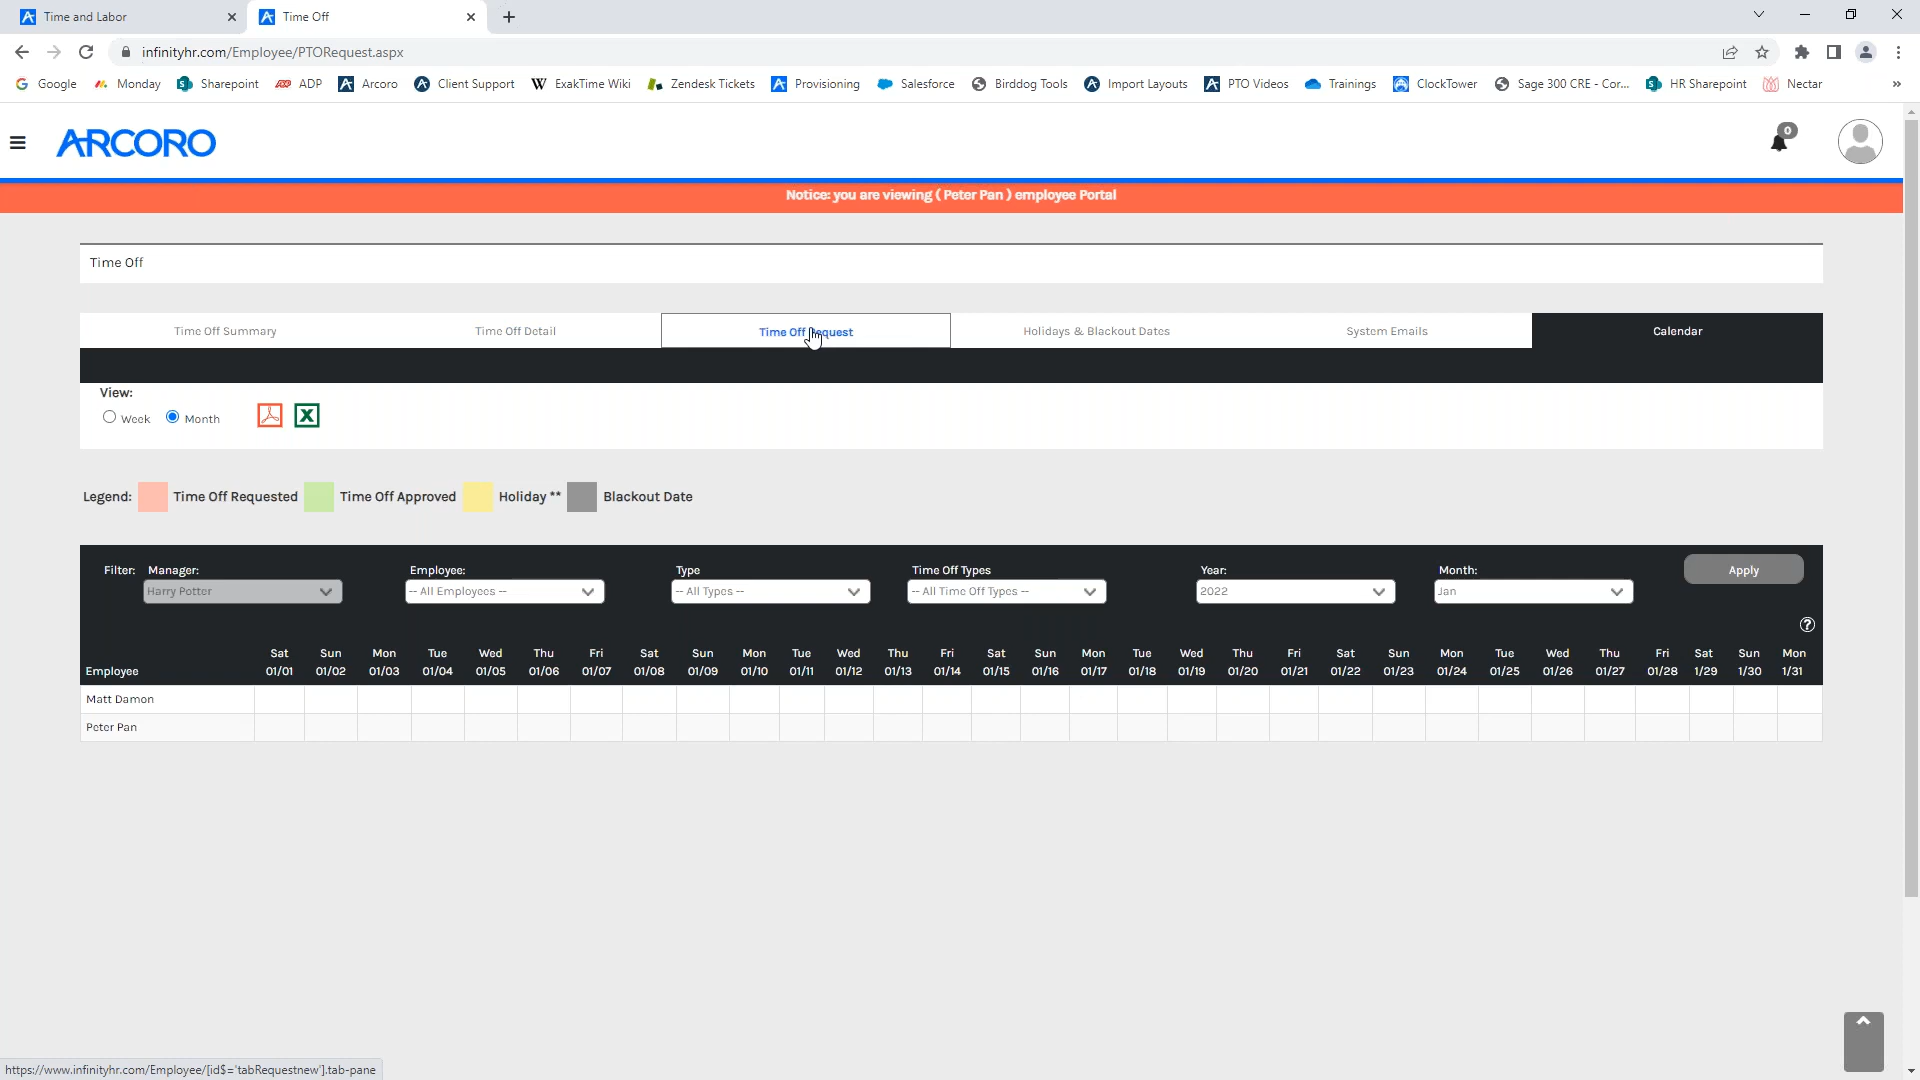 Time and Labor
Time Off
infinityhr.com/Employee/PTORequest.aspx
Google Monday Sharepoint ADP Arcoro Client Support ExakTime Wiki Zendesk Tickets Provisioning Salesforce Birddog Tools Import Layouts PTO Videos Trainings ClockTower Sage 300 CRE - Cor... HR Sharepoint Nectar »
ARCORO
0
Notice: you are viewing ( Peter Pan ) employee Portal
Time Off
Time Off Summary Time Off Detail Time Off Request Holidays & Blackout Dates System Emails Calendar
View:
Week Month
Legend: Time Off Requested Time Off Approved Holiday ** Blackout Date
Filter: Manager: Employee: Type Time Off Types Year: Month: Apply
Harry Potter -- All Employees -- -- All Types -- -- All Time Off Types -- 2022 Jan
Sat Sun Mon Tue Wed Thu Fri Sat Sun Mon Tue Wed Thu Fri Sat Sun Mon Tue Wed Thu Fri Sat Sun Mon Tue Wed Thu Fri Sat Sun Mon
Employee 01/01 01/02 01/03 01/04 01/05 01/06 01/07 01/08 01/09 01/10 01/11 01/12 01/13 01/14 01/15 01/16 01/17 01/18 01/19 01/20 01/21 01/22 01/23 01/24 01/25 01/26 01/27 01/28 1/29 1/30 1/31
Matt Damon
Peter Pan
https://www.infinityhr.com/Employee/[id$='tabRequestnew'].tab-pane